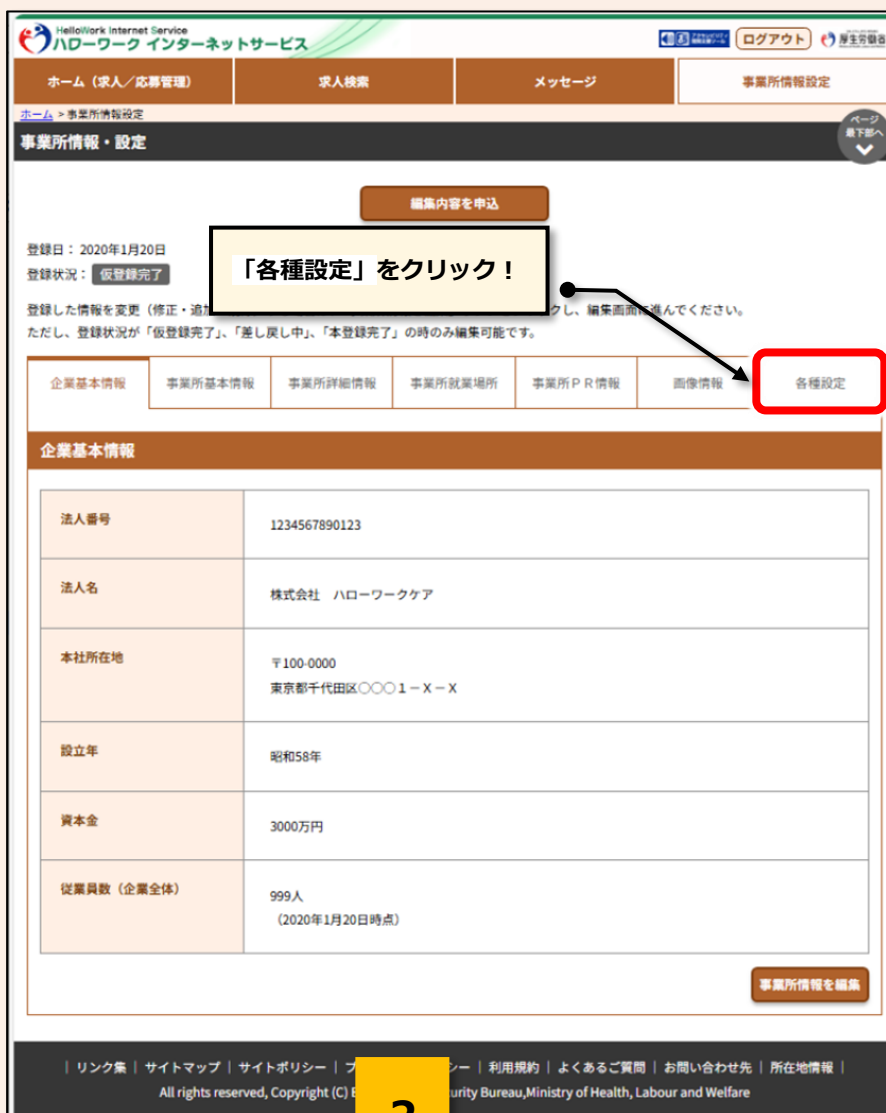 HelloWork Internet Service
ハローワーク インターネットサービス
ログアウト
厚生労働省
ホーム（求人／応募管理）
求人検索
メッセージ
事業所情報設定
ホーム > 事業所情報設定
事業所情報・設定
ページ
最下部へ
編集内容を申込
登録日： 2020年1月20日
登録状況： 仮登録完了
「各種設定」をクリック！
登録した情報を変更（修正・追加
クし、編集画面に進んでください。
ただし、登録状況が「仮登録完了」、「差し戻し中」、「本登録完了」の時のみ編集可能です。
企業基本情報
事業所基本情報
事業所詳細情報
事業所就業場所
事業所ＰＲ情報
画像情報
各種設定
企業基本情報
法人番号
1234567890123
法人名
株式会社　ハローワークケア
本社所在地
〒100-0000
東京都千代田区○○○１－Ｘ－Ｘ
設立年
昭和58年
資本金
3000万円
従業員数（企業全体）
999人
（2020年1月20日時点）
事業所情報を編集
｜ リンク集 ｜ サイトマップ ｜ サイトポリシー ｜ プ
シー ｜ 利用規約 ｜ よくあるご質問 ｜ お問い合わせ先 ｜ 所在地情報 ｜
All rights reserved, Copyright (C) E
urity Bureau,Ministry of Health, Labour and Welfare